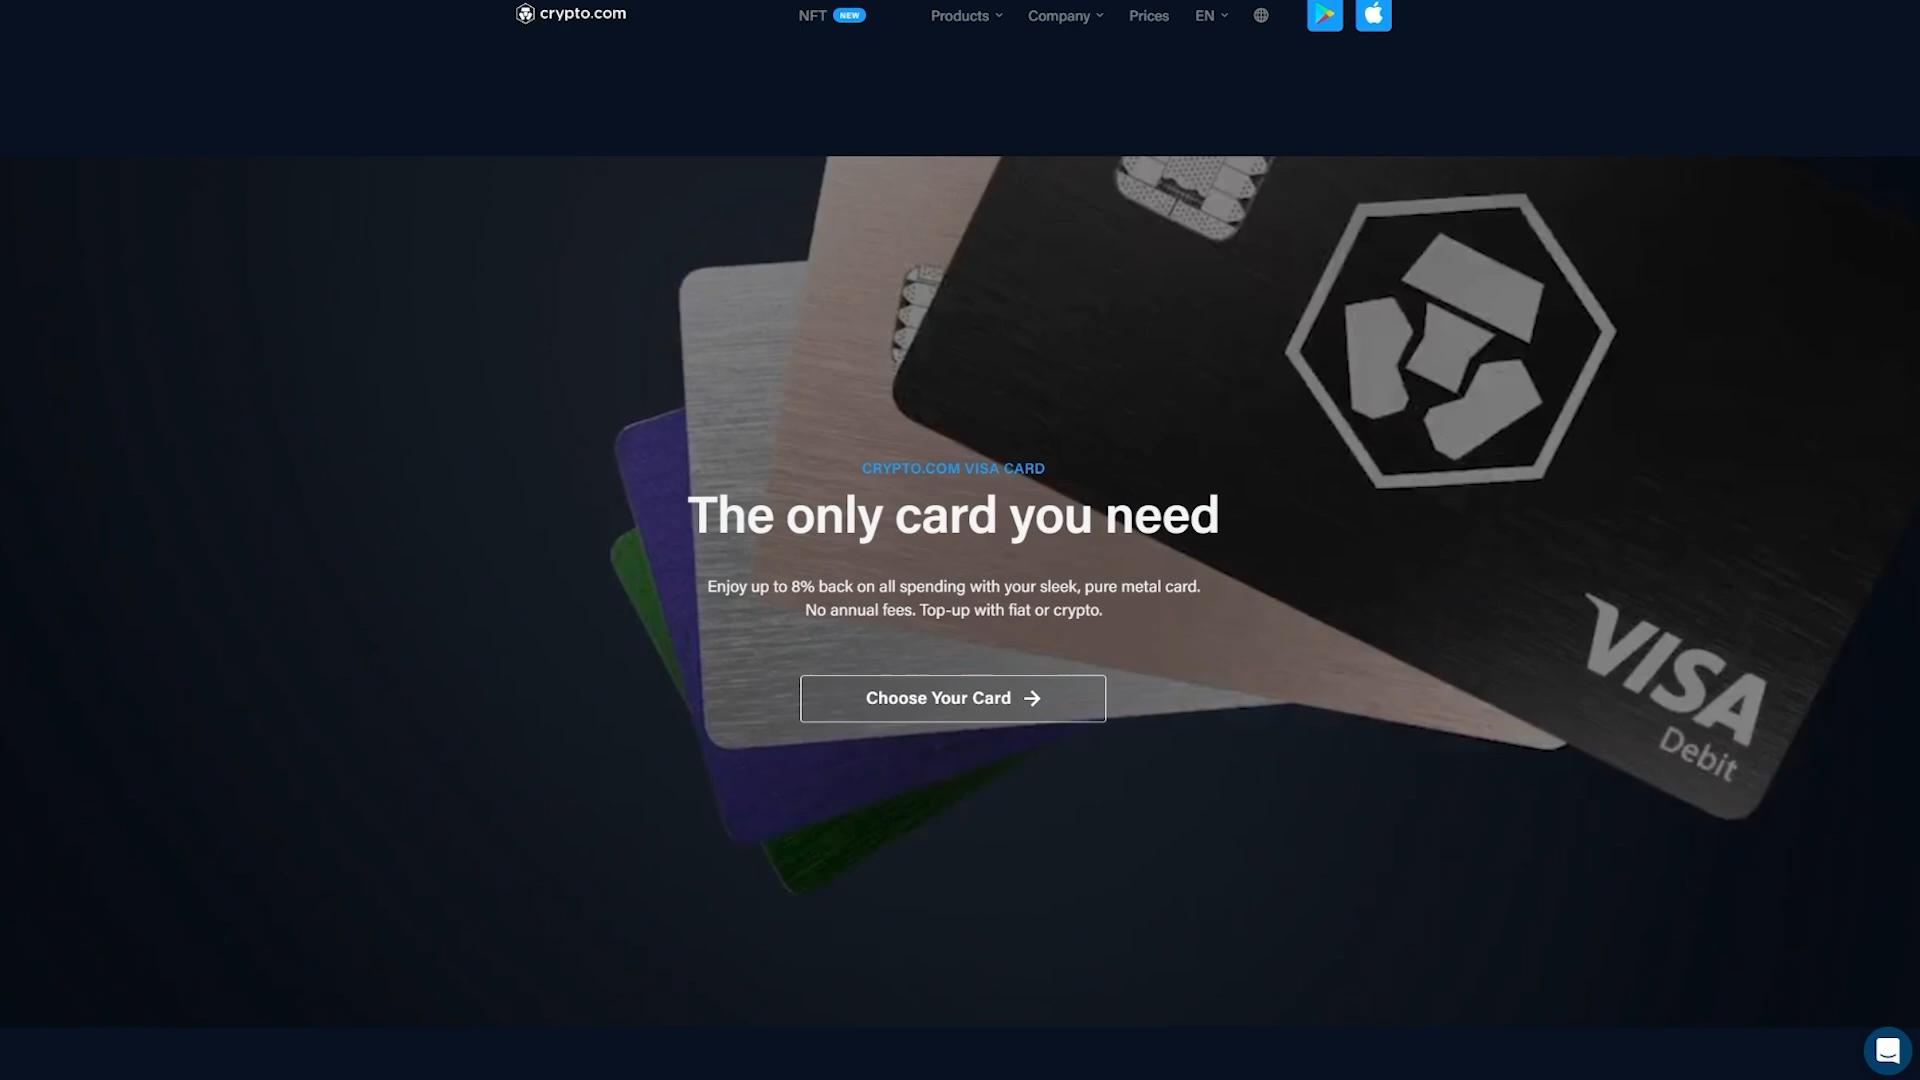 crypto.com
NFT NEW
Products
Company
Prices
EN
CRYPTO.COM VISA CARD
The only card you need
Enjoy up to 8% back on all spending with your sleek, pure metal card.
No annual fees. Top-up with fiat or crypto.
Choose Your Card
VISA
Debit